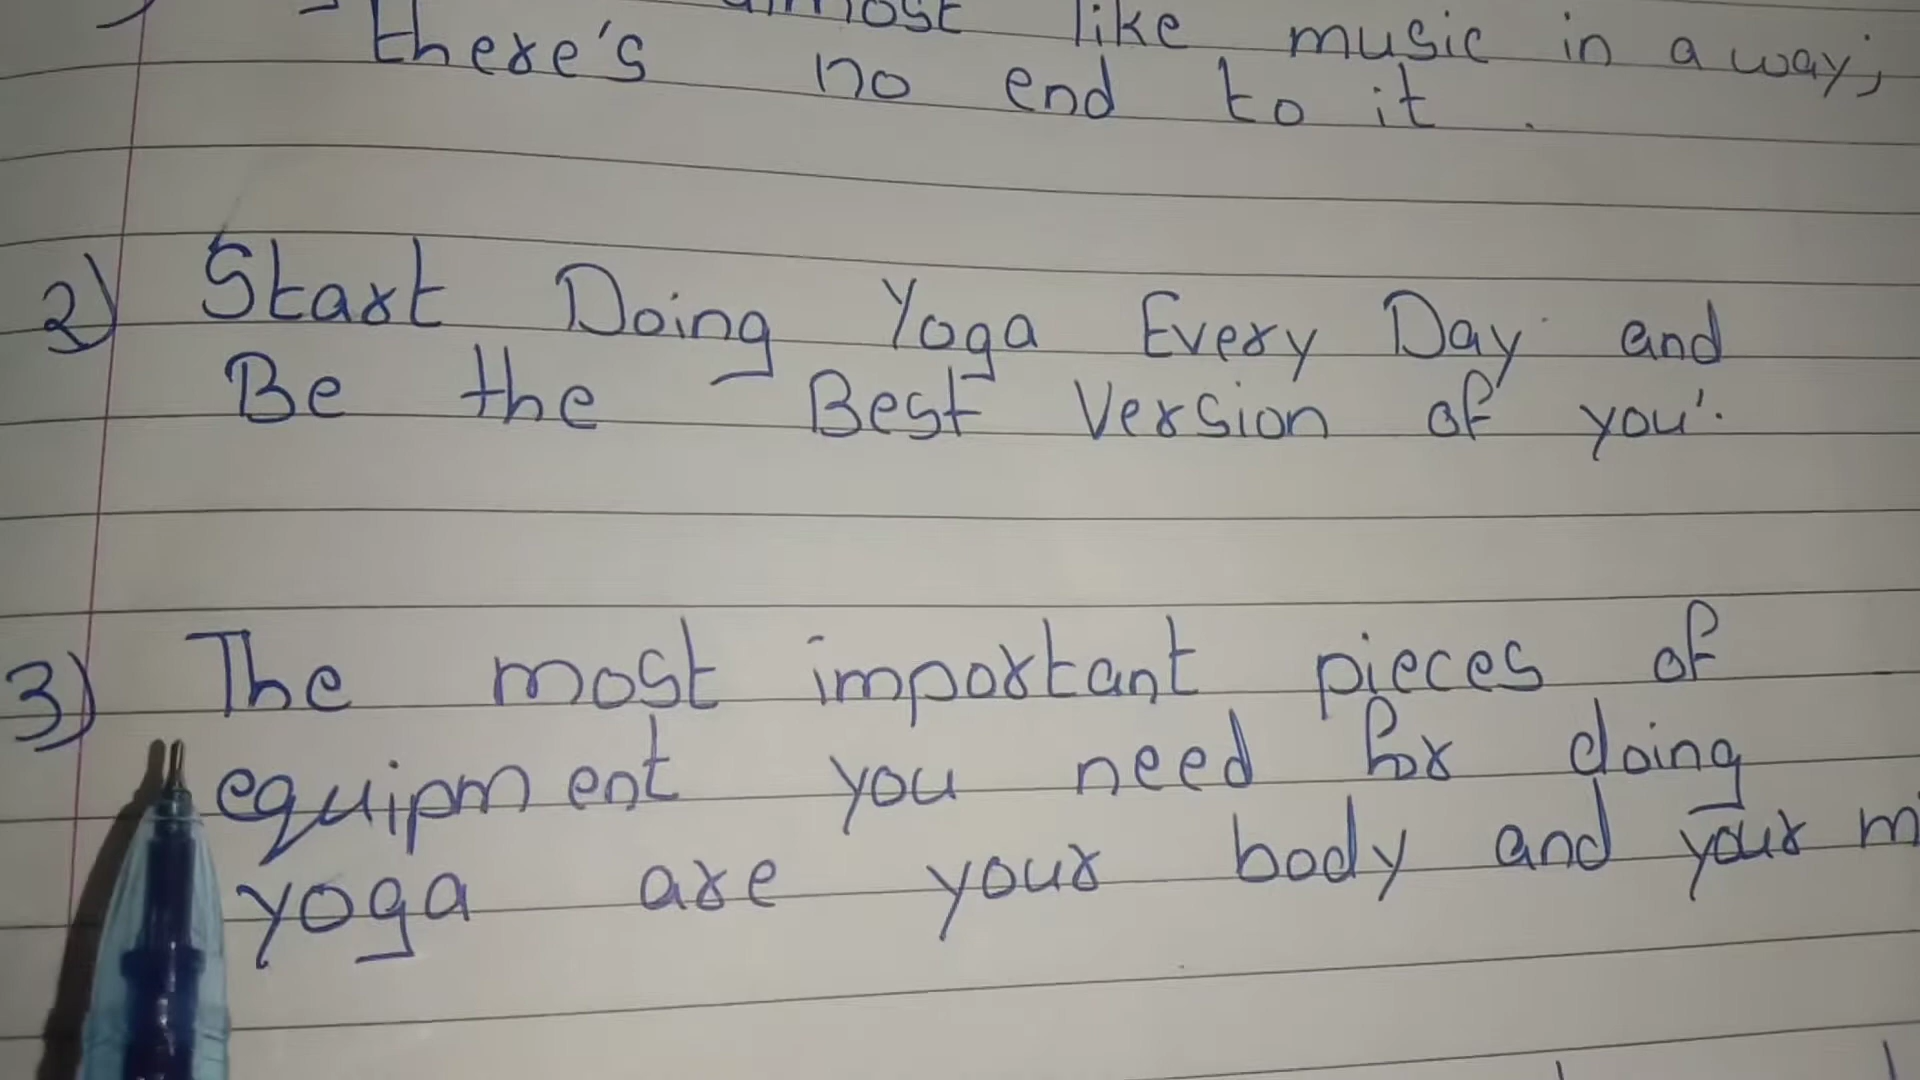 almost like music in a way;
there's no end to it.
2) Start Doing Yoga Every Day and
Be the Best Version of you'.
3) The most important pieces of
equipment you need for doing
yoga are your body and your m